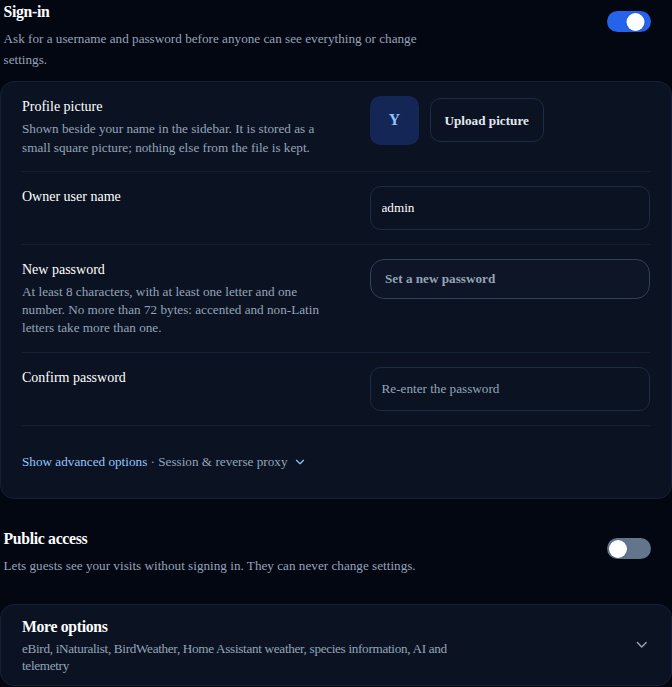 Sign-in
Ask for a username and password before anyone can see everything or change
settings.
Profile picture
Shown beside your name in the sidebar. It is stored as a
small square picture; nothing else from the file is kept.
Y
Upload picture
Owner user name
admin
New password
At least 8 characters, with at least one letter and one
number. No more than 72 bytes: accented and non-Latin
letters take more than one.
Set a new password
Confirm password
Re-enter the password
Show advanced options · Session & reverse proxy
Public access
Lets guests see your visits without signing in. They can never change settings.
More options
eBird, iNaturalist, BirdWeather, Home Assistant weather, species information, AI and
telemetry